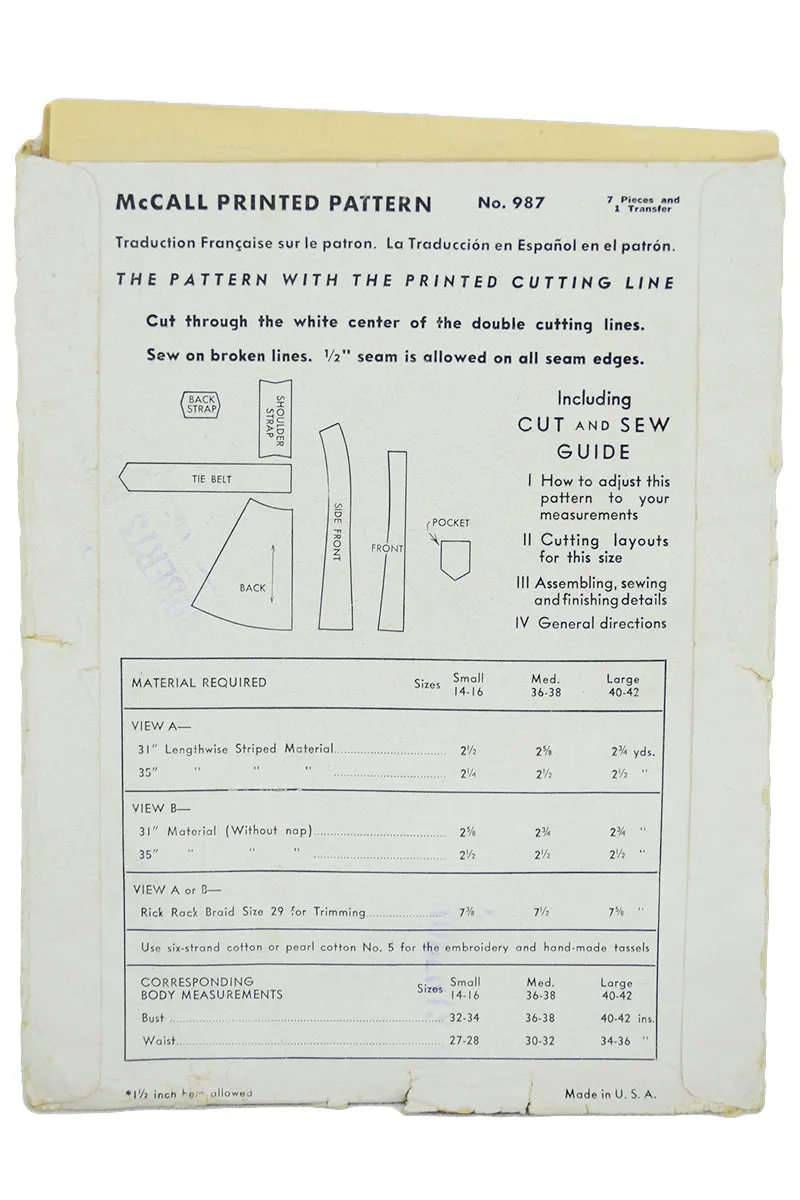 McCALL PRINTED PATTERN No. 987 7 Pieces and
1 Transfer
Traduction Française sur le patron. La Traducción en Español en el patrón.
THE PATTERN WITH THE PRINTED CUTTING LINE
Cut through the white center of the double cutting lines.
Sew on broken lines. ½" seam is allowed on all seam edges.
BACK
STRAP
SHOULDER
STRAP
TIE BELT
BACK
SIDE FRONT
FRONT
POCKET
Including
CUT AND SEW
GUIDE
I How to adjust this
pattern to your
measurements
II Cutting layouts
for this size
III Assembling, sewing
and finishing details
IV General directions
MATERIAL REQUIRED Sizes Small 14-16 Med. 36-38 Large 40-42
VIEW A—
31" Lengthwise Striped Material 2½ 2⅝ 2¾ yds.
35" " " " 2¼ 2½ 2½ "
VIEW B—
31" Material (Without nap) 2⅝ 2¾ 2¾ "
35" " " " 2½ 2½ 2½ "
VIEW A or B—
Rick Rack Braid Size 29 for Trimming 7⅜ 7½ 7⅝ "
Use six-strand cotton or pearl cotton No. 5 for the embroidery and hand-made tassels
CORRESPONDING
BODY MEASUREMENTS Sizes Small 14-16 Med. 36-38 Large 40-42
Bust 32-34 36-38 40-42 ins.
Waist 27-28 30-32 34-36 "
*1½ inch hem allowed Made in U. S. A.